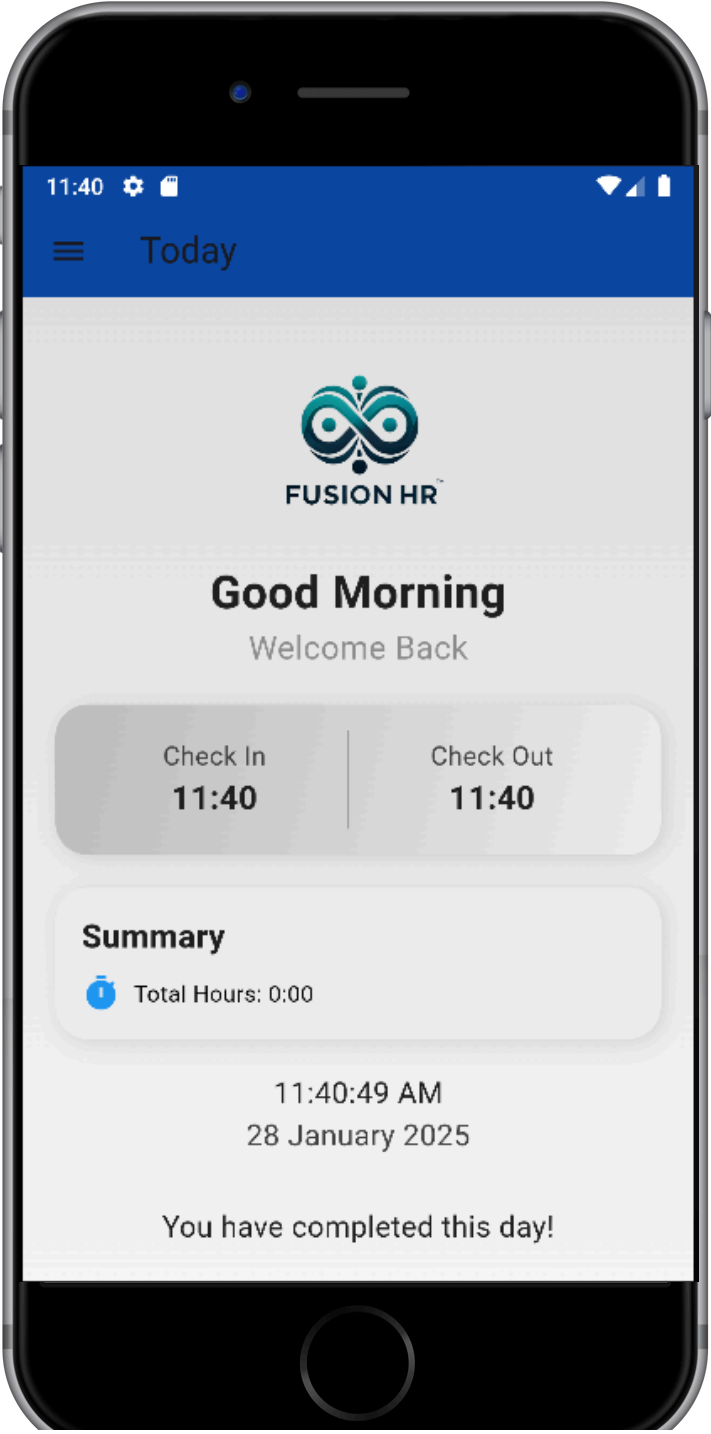 11:40
Today
FUSION HR™
Good Morning
Welcome Back
Check In Check Out
11:40 11:40
Summary
Total Hours: 0:00
11:40:49 AM
28 January 2025
You have completed this day!